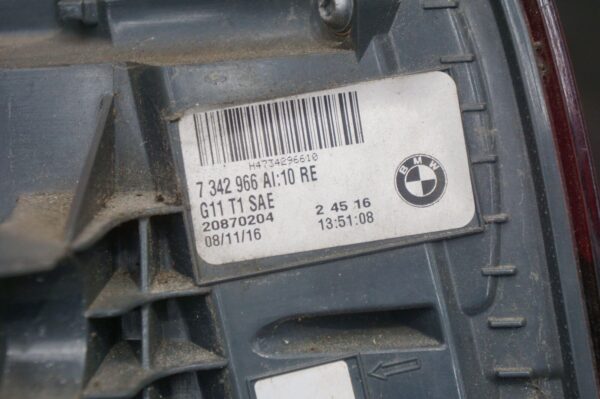 H4734296610
7 342 966 AI:10 RE
G11 T1 SAE
20870204
08/11/16
2 45 16
13:51:08
BMW